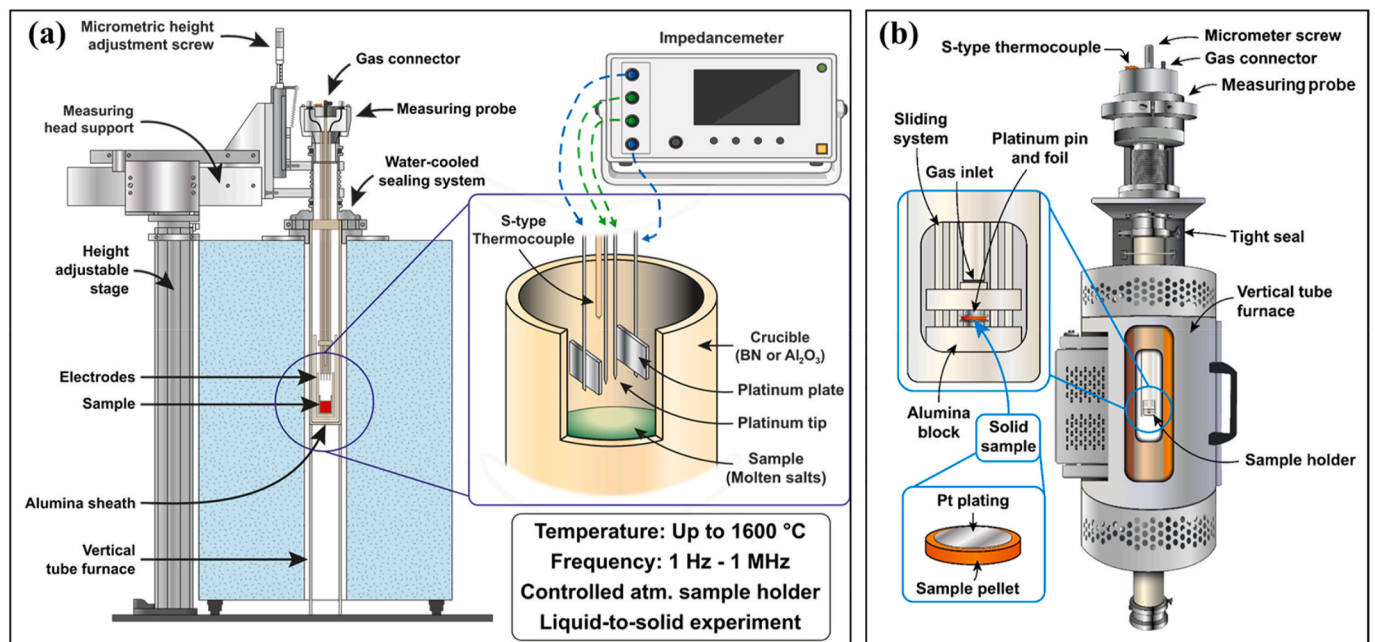 (a)
Micrometric height
adjustment screw
Gas connector
Measuring probe
Measuring
head support
Water-cooled
sealing system
Height
adjustable
stage
Electrodes
Sample
Alumina sheath
Vertical
tube furnace
Impedancemeter
S-type
Thermocouple
Crucible
(BN or Al₂O₃)
Platinum plate
Platinum tip
Sample
(Molten salts)
Temperature: Up to 1600 °C
Frequency: 1 Hz - 1 MHz
Controlled atm. sample holder
Liquid-to-solid experiment
(b)
Micrometer screw
S-type thermocouple
Gas connector
Measuring probe
Sliding
system
Platinum pin
and foil
Gas inlet
Tight seal
Vertical tube
furnace
Alumina
block
Solid
sample
Sample holder
Pt plating
Sample pellet